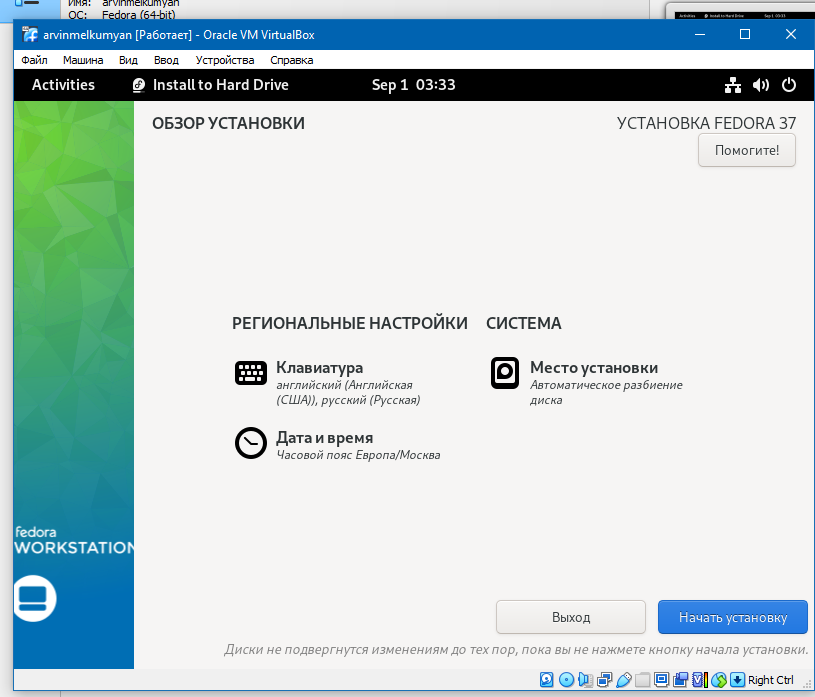 Имя: arvinmelkumyan
ОС: Fedora (64-bit)
arvinmelkumyan [Работает] - Oracle VM VirtualBox
Файл Машина Вид Ввод Устройства Справка
Activities Install to Hard Drive Sep 1 03:33
Activities Install to Hard Drive Sep 1 03:33
ОБЗОР УСТАНОВКИ
УСТАНОВКА FEDORA 37
Помогите!
РЕГИОНАЛЬНЫЕ НАСТРОЙКИ
Клавиатура
английский (Английская
(США)), русский (Русская)
Дата и время
Часовой пояс Европа/Москва
СИСТЕМА
Место установки
Автоматическое разбиение
диска
fedora
WORKSTATION
Выход
Начать установку
Диски не подвергнутся изменениям до тех пор, пока вы не нажмете кнопку начала установки.
Right Ctrl